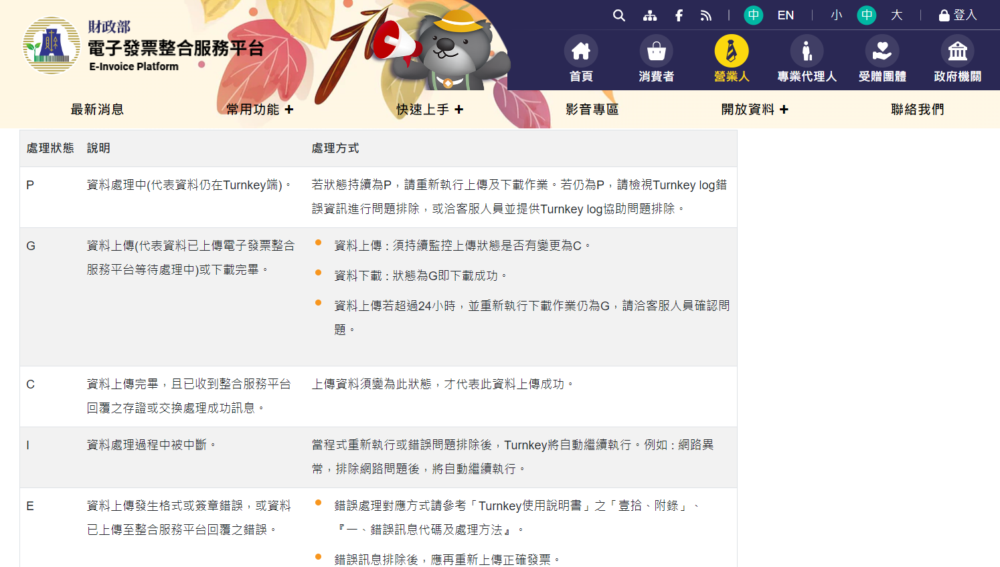 財政部
電子發票整合服務平台
E-Invoice Platform
中 EN 小 中 大 登入
首頁 消費者 營業人 專業代理人 受贈團體 政府機關
最新消息 常用功能 快速上手 影音專區 開放資料 聯絡我們
處理狀態 說明 處理方式
P 資料處理中(代表資料仍在Turnkey端)。
若狀態持續為P，請重新執行上傳及下載作業。若仍為P，請檢視Turnkey log錯
誤資訊進行問題排除，或洽客服人員並提供Turnkey log協助問題排除。
G 資料上傳(代表資料已上傳電子發票整合
服務平台等待處理中)或下載完畢。
資料上傳 : 須持續監控上傳狀態是否有變更為C。
資料下載 : 狀態為G即下載成功。
資料上傳若超過24小時，並重新執行下載作業仍為G，請洽客服人員確認問
題。
C 資料上傳完畢，且已收到整合服務平台
回覆之存證或交換處理成功訊息。
上傳資料須變為此狀態，才代表此資料上傳成功。
I 資料處理過程中被中斷。
當程式重新執行或錯誤問題排除後，Turnkey將自動繼續執行。例如 : 網路異
常，排除網路問題後，將自動繼續執行。
E 資料上傳發生格式或簽章錯誤，或資料
已上傳至整合服務平台回覆之錯誤。
錯誤處理對應方式請參考「Turnkey使用說明書」之「壹拾、附錄」、
『一、錯誤訊息代碼及處理方法』。
錯誤訊息排除後，應再重新上傳正確發票。